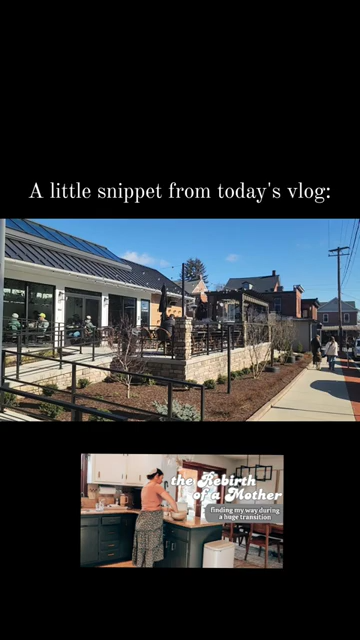 A little snippet from today's vlog:
the Rebirth
of a Mother
finding my way during
a huge transition